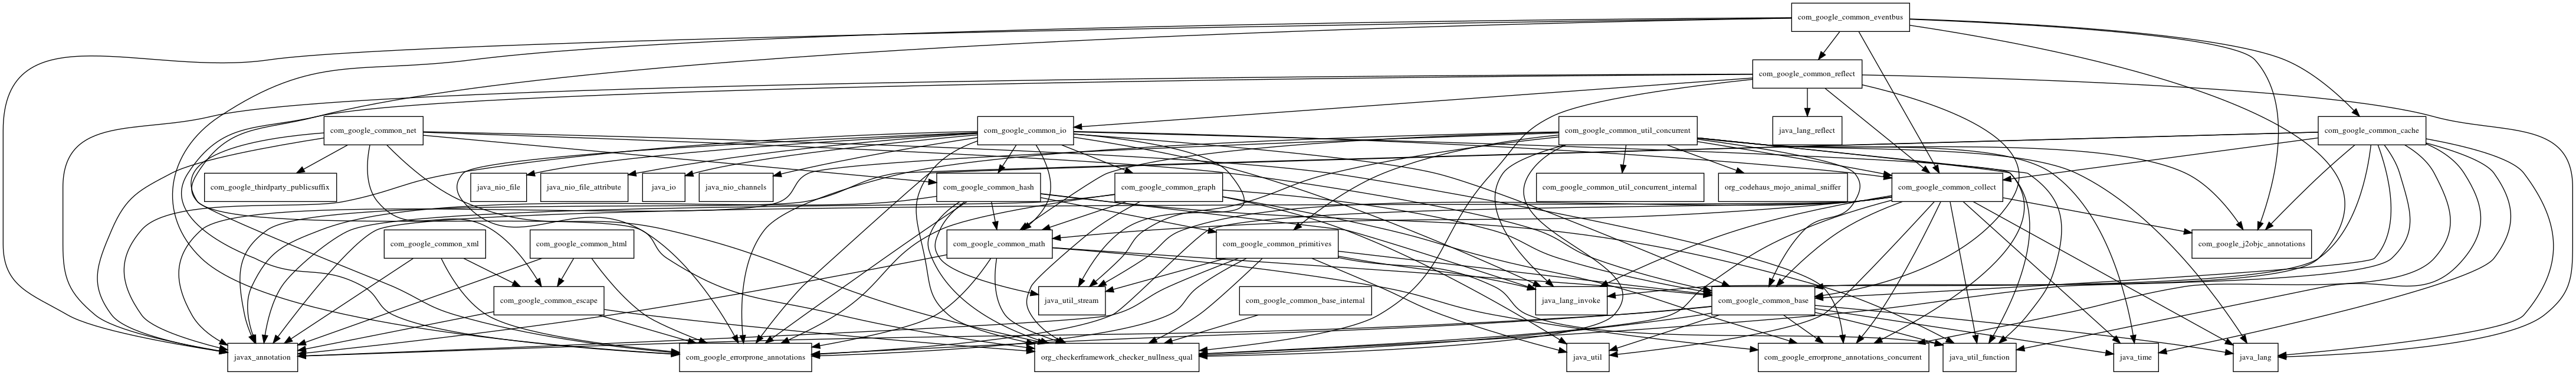 com_google_common_eventbus
com_google_common_reflect
com_google_common_net
com_google_common_io
com_google_common_util_concurrent
java_lang_reflect
com_google_common_cache
com_google_thirdparty_publicsuffix
java_nio_file
java_nio_file_attribute
java_io
java_nio_channels
com_google_common_hash
com_google_common_graph
com_google_common_util_concurrent_internal
org_codehaus_mojo_animal_sniffer
com_google_common_collect
com_google_common_xml
com_google_common_html
com_google_common_math
com_google_common_primitives
com_google_j2objc_annotations
com_google_common_escape
java_util_stream
com_google_common_base_internal
java_lang_invoke
com_google_common_base
javax_annotation
com_google_errorprone_annotations
org_checkerframework_checker_nullness_qual
java_util
com_google_errorprone_annotations_concurrent
java_util_function
java_time
java_lang